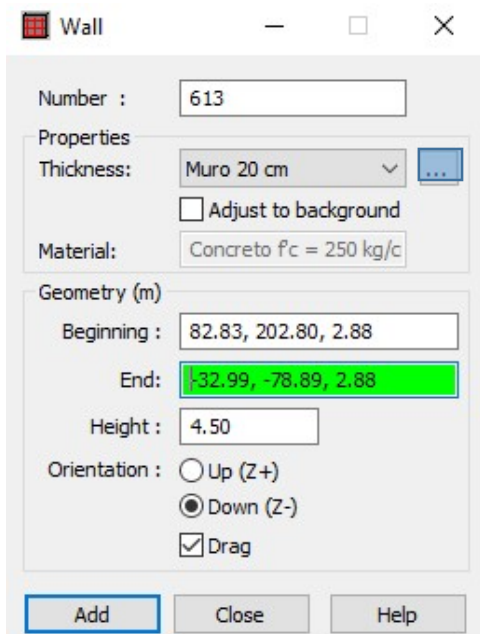 Wall
Number : 613
Properties
Thickness: Muro 20 cm ...
Adjust to background
Material: Concreto f'c = 250 kg/c
Geometry (m)
Beginning : 82.83, 202.80, 2.88
End: -32.99, -78.89, 2.88
Height : 4.50
Orientation : Up (Z+)
Down (Z-)
Drag
Add Close Help